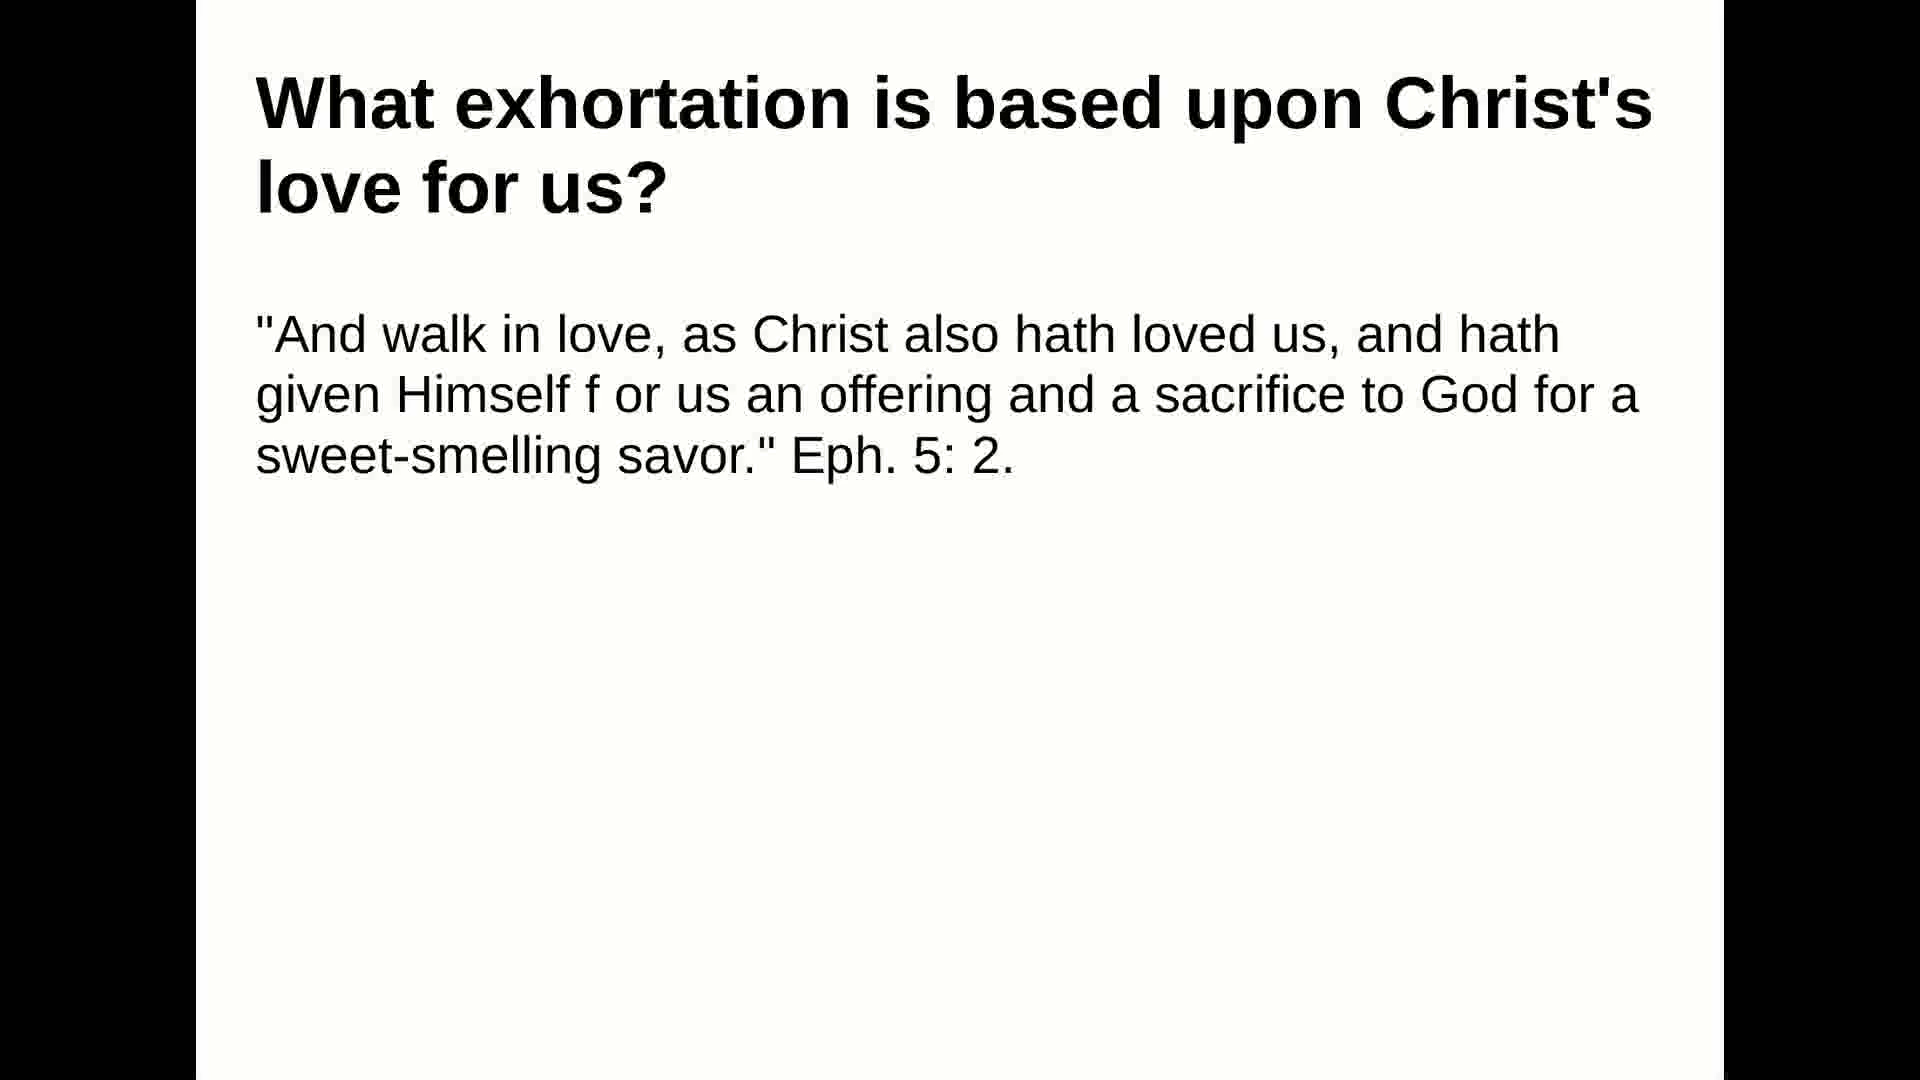 What exhortation is based upon Christ's
love for us?
"And walk in love, as Christ also hath loved us, and hath
given Himself f or us an offering and a sacrifice to God for a
sweet-smelling savor." Eph. 5: 2.